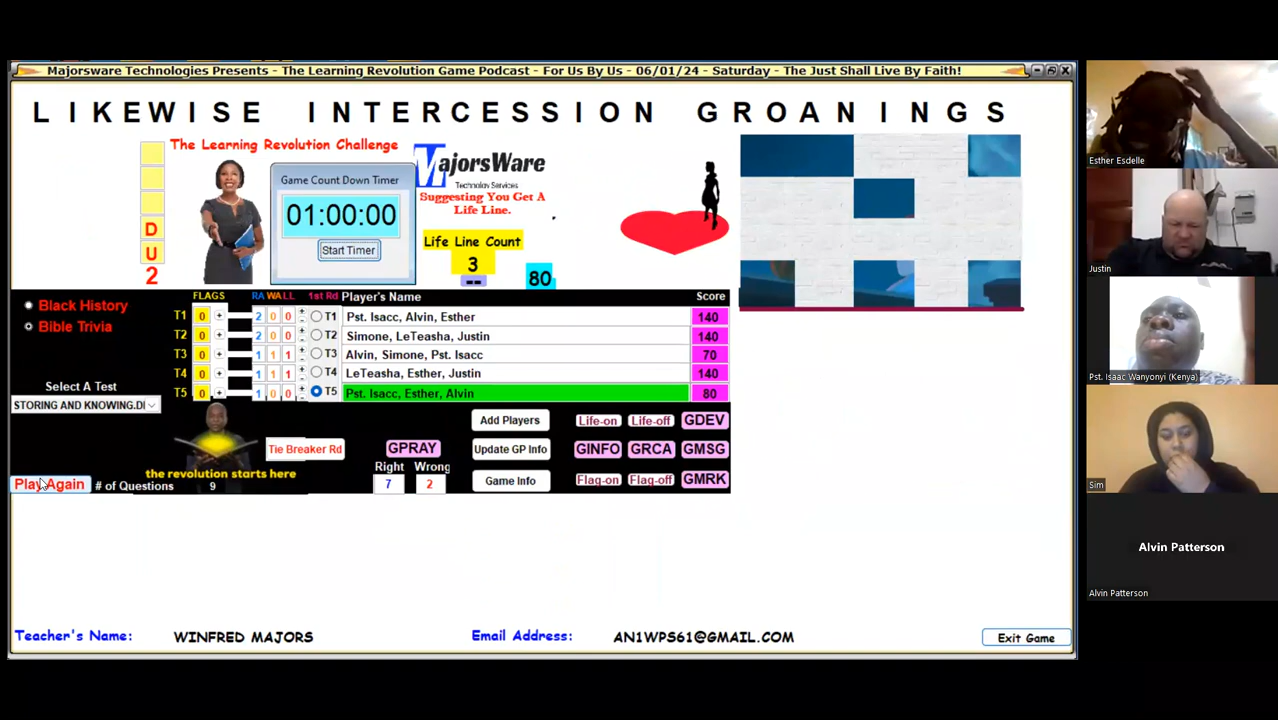 Majorsware Technologies Presents - The Learning Revolution Game Podcast - For Us By Us - 06/01/24 - Saturday - The Just Shall Live By Faith!
LIKEWISE INTERCESSION GROANINGS
The Learning Revolution Challenge
D
U
2
Game Count Down Timer
01:00:00
Start Timer
MajorsWare
Technology Services
Suggesting You Get A
Life Line.
Life Line Count
3
--
80
Black History
Bible Trivia
Select A Test
STORING AND KNOWING.DI
FLAGS RA WA LL 1st Rd Player's Name Score
T1 0 + 2 0 0 T1 Pst. Isacc, Alvin, Esther 140
T2 0 + 2 0 0 T2 Simone, LeTeasha, Justin 140
T3 0 + 1 1 1 T3 Alvin, Simone, Pst. Isacc 70
T4 0 + 1 1 1 T4 LeTeasha, Esther, Justin 140
T5 0 + 1 0 0 T5 Pst. Isacc, Esther, Alvin 80
the revolution starts here
Play Again
# of Questions 9
Tie Breaker Rd
GPRAY
Right Wrong
7 2
Add Players Life-on Life-off GDEV
Update GP Info GINFO GRCA GMSG
Game Info Flag-on Flag-off GMRK
Teacher's Name: WINFRED MAJORS Email Address: AN1WPS61@GMAIL.COM
Exit Game
Esther Esdelle
Justin
Pst. Isaac Wanyonyi (Kenya)
Sim
Alvin Patterson
Alvin Patterson